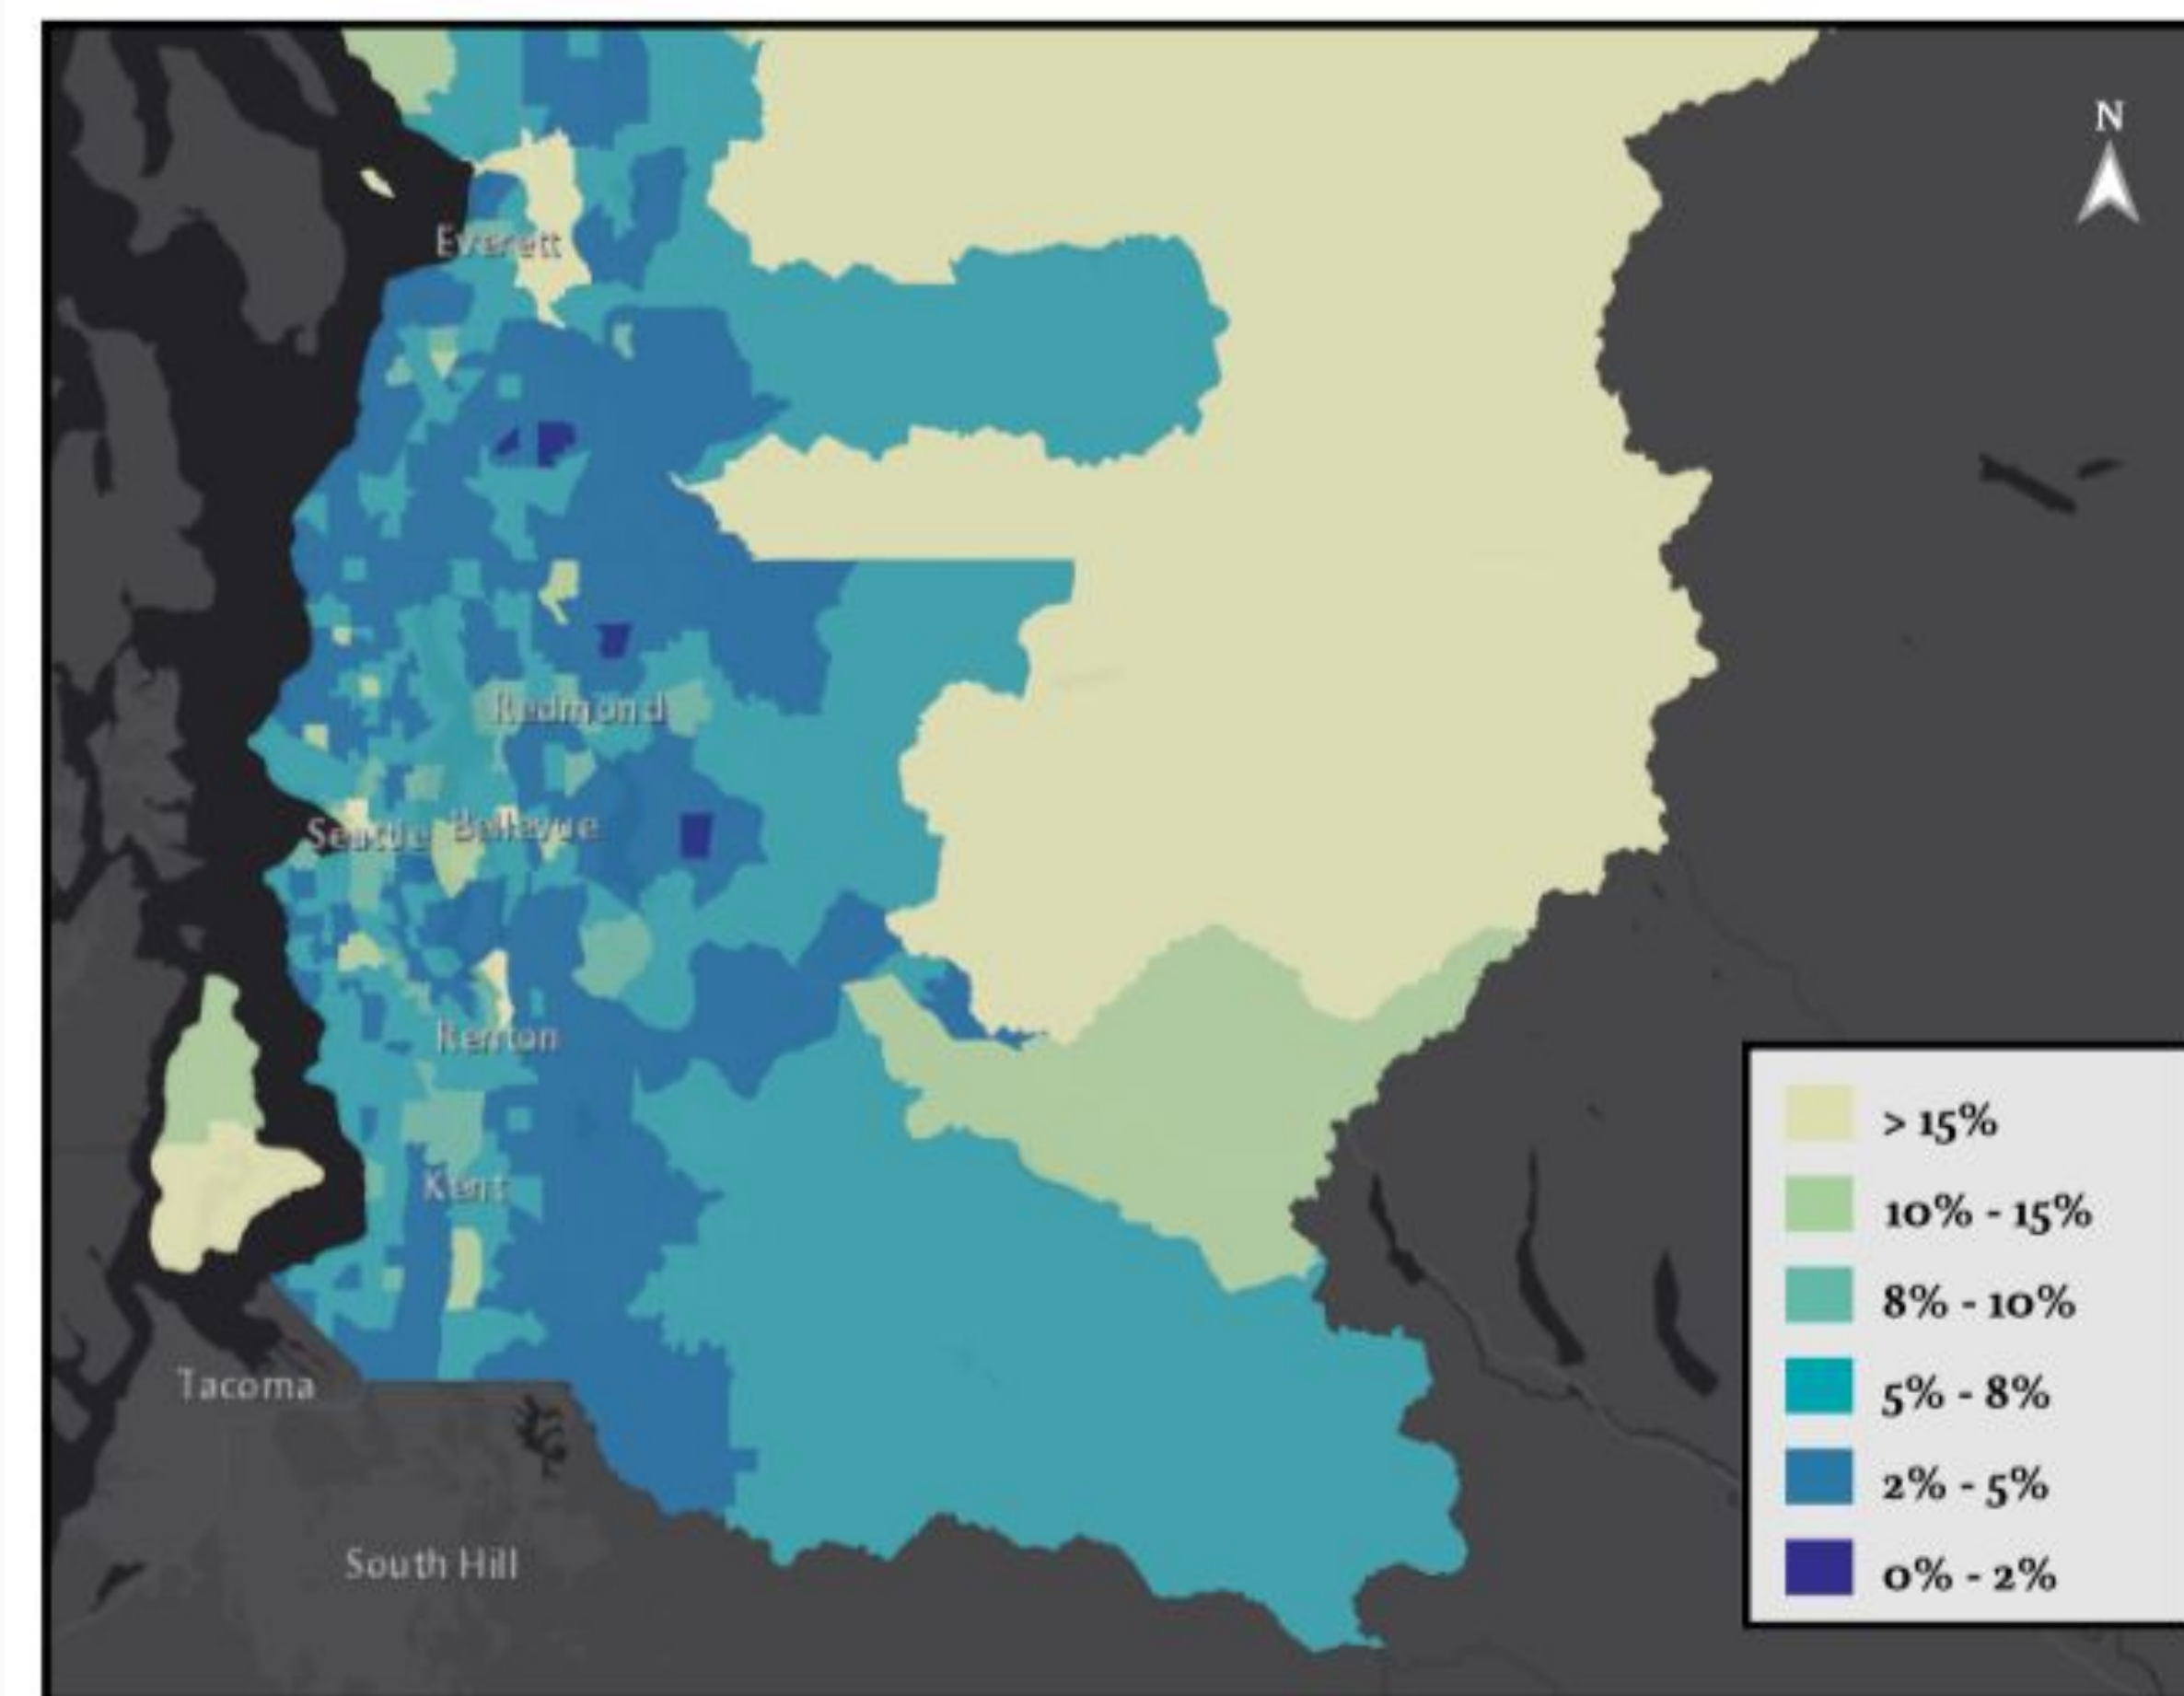 N
Everett
Redmond
Seattle Bellevue
Renton
Kent
Tacoma
South Hill
> 15%
10% - 15%
8% - 10%
5% - 8%
2% - 5%
0% - 2%